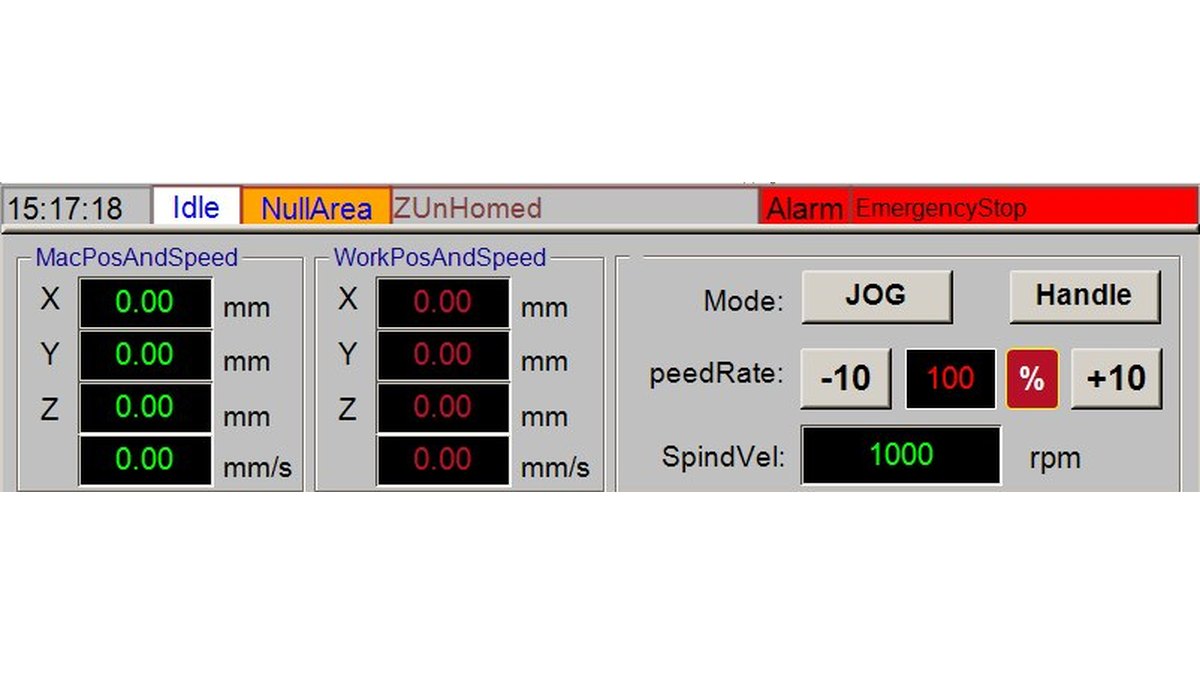 15:17:18 Idle NullArea ZUnHomed Alarm EmergencyStop
MacPosAndSpeed WorkPosAndSpeed
X 0.00 mm X 0.00 mm Mode: JOG Handle
Y 0.00 mm Y 0.00 mm peedRate: -10 100 % +10
Z 0.00 mm Z 0.00 mm
0.00 mm/s 0.00 mm/s SpindVel: 1000 rpm